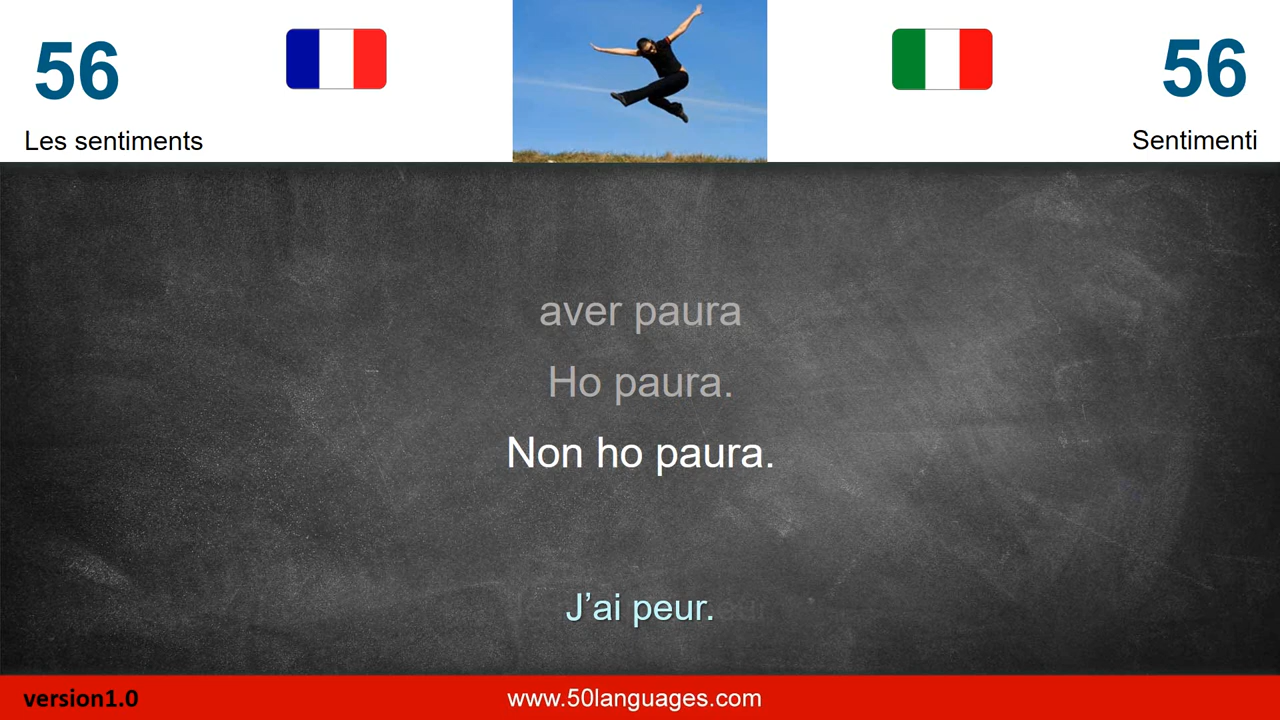 56
56
Les sentiments
Sentimenti
aver paura
Ho paura.
Non ho paura.
J’ai peur.
version1.0
www.50languages.com